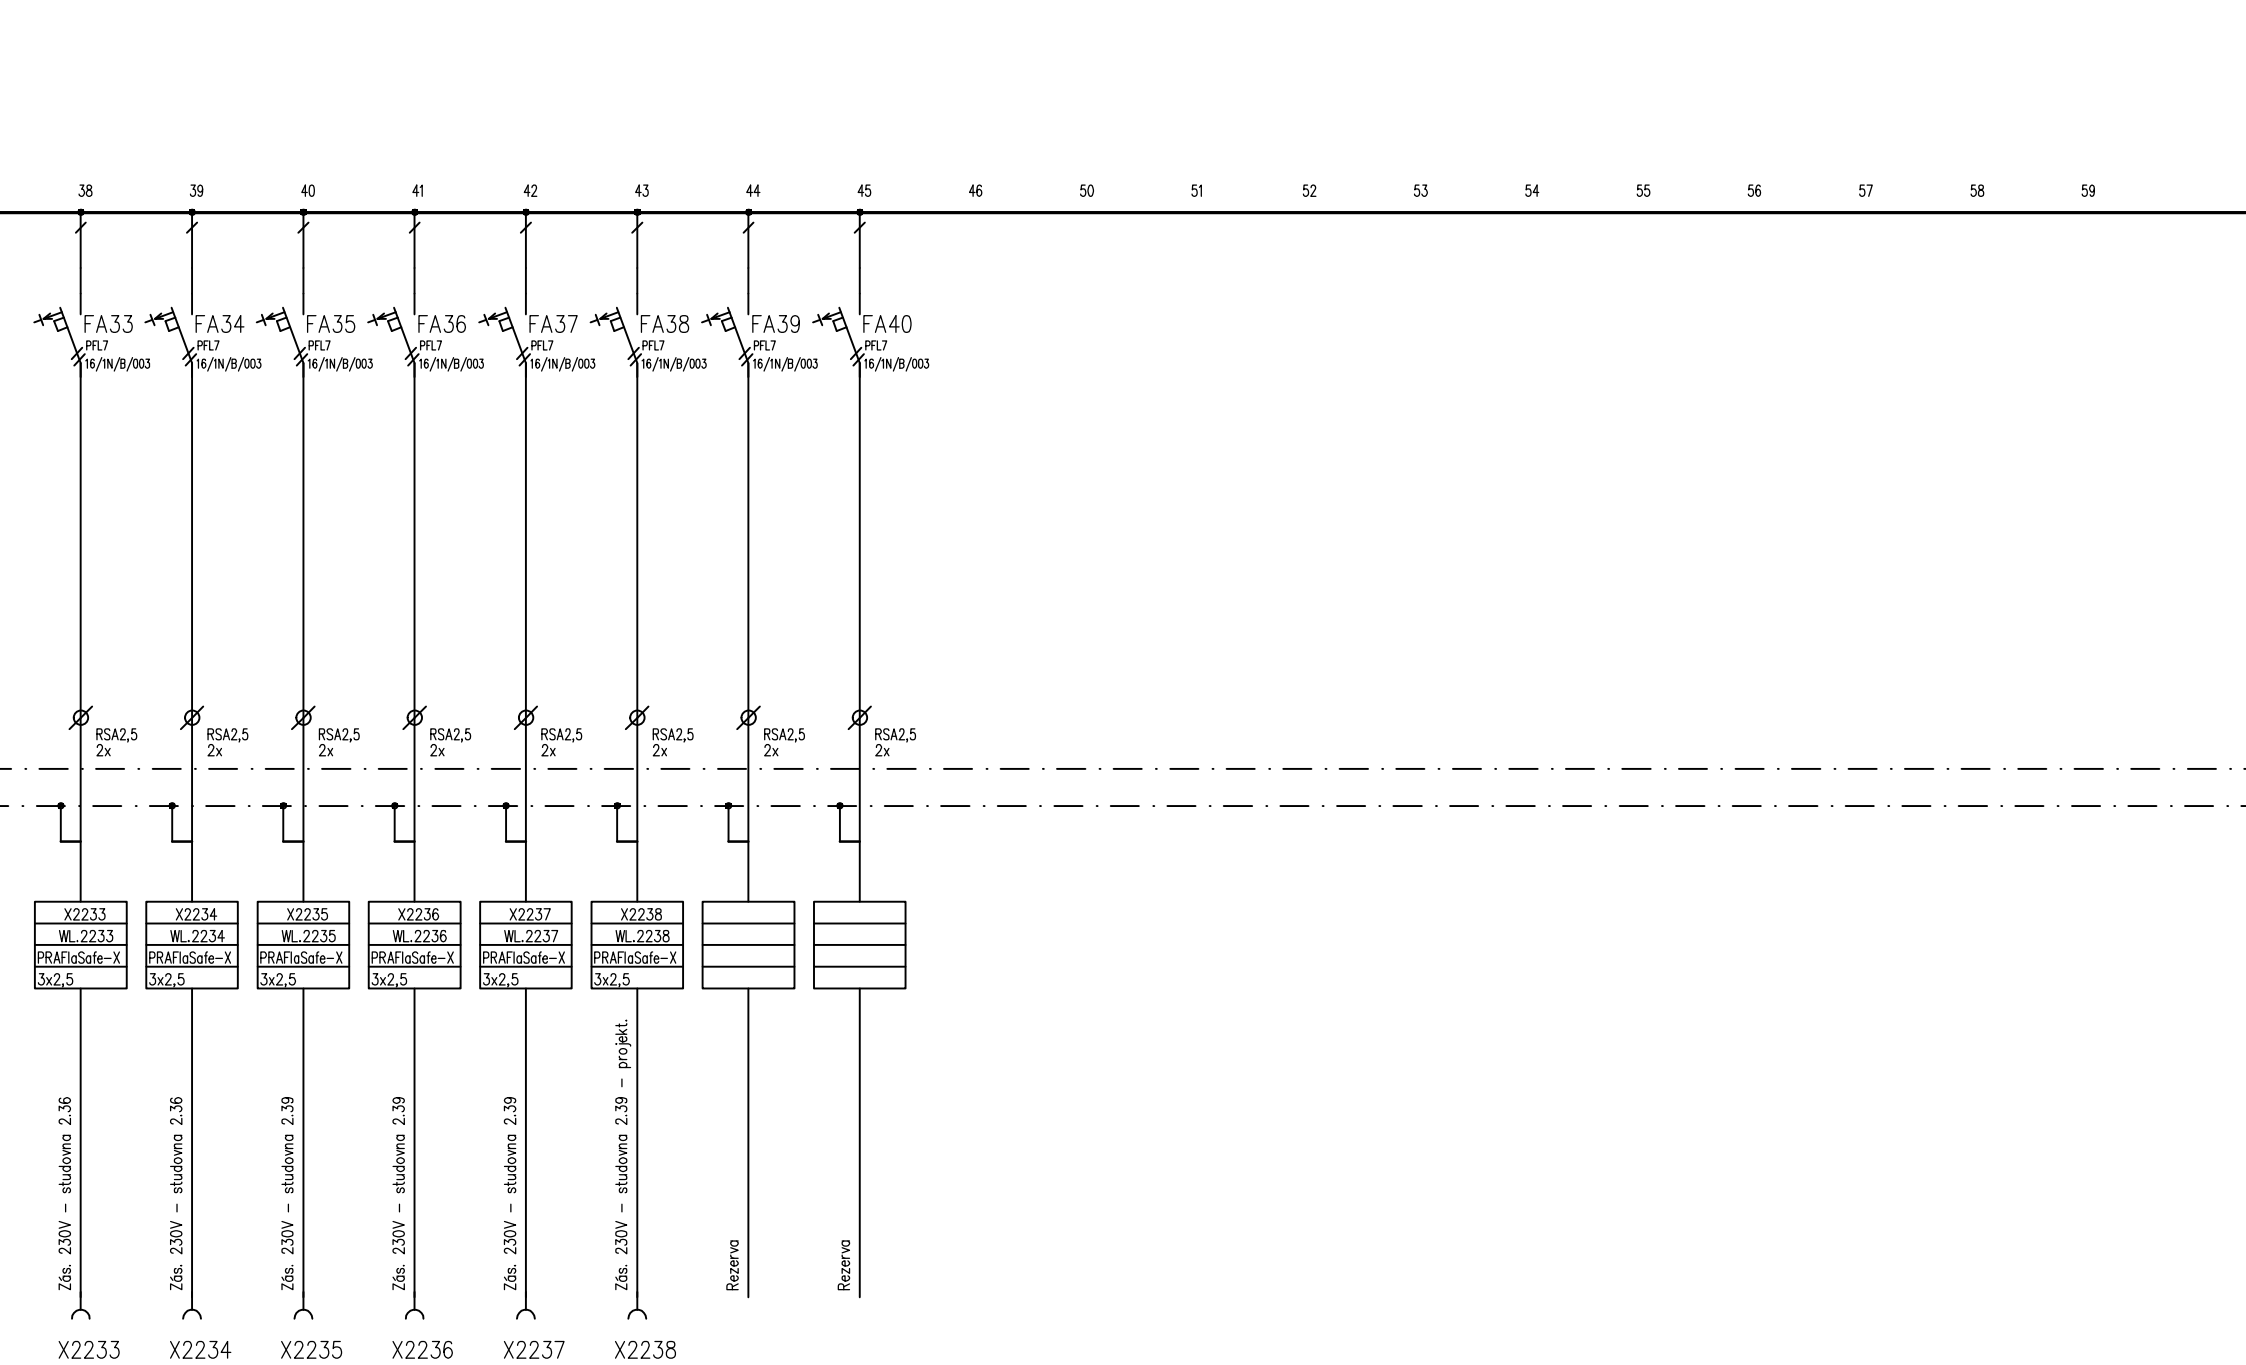 38 39 40 41 42 43 44 45 46 50 51 52 53 54 55 56 57 58 59
FA33 FA34 FA35 FA36 FA37 FA38 FA39 FA40
PFL7 PFL7 PFL7 PFL7 PFL7 PFL7 PFL7 PFL7
16/1N/B/003 16/1N/B/003 16/1N/B/003 16/1N/B/003 16/1N/B/003 16/1N/B/003 16/1N/B/003 16/1N/B/003
RSA2,5 RSA2,5 RSA2,5 RSA2,5 RSA2,5 RSA2,5 RSA2,5 RSA2,5
2x 2x 2x 2x 2x 2x 2x 2x
X2233 X2234 X2235 X2236 X2237 X2238
WL.2233 WL.2234 WL.2235 WL.2236 WL.2237 WL.2238
PRAFlaSafe-X PRAFlaSafe-X PRAFlaSafe-X PRAFlaSafe-X PRAFlaSafe-X PRAFlaSafe-X
3x2,5 3x2,5 3x2,5 3x2,5 3x2,5 3x2,5
Zás. 230V - studovna 2.36
Zás. 230V - studovna 2.36
Zás. 230V - studovna 2.39
Zás. 230V - studovna 2.39
Zás. 230V - studovna 2.39
Zás. 230V - studovna 2.39 - projekt.
Rezerva
Rezerva
X2233 X2234 X2235 X2236 X2237 X2238